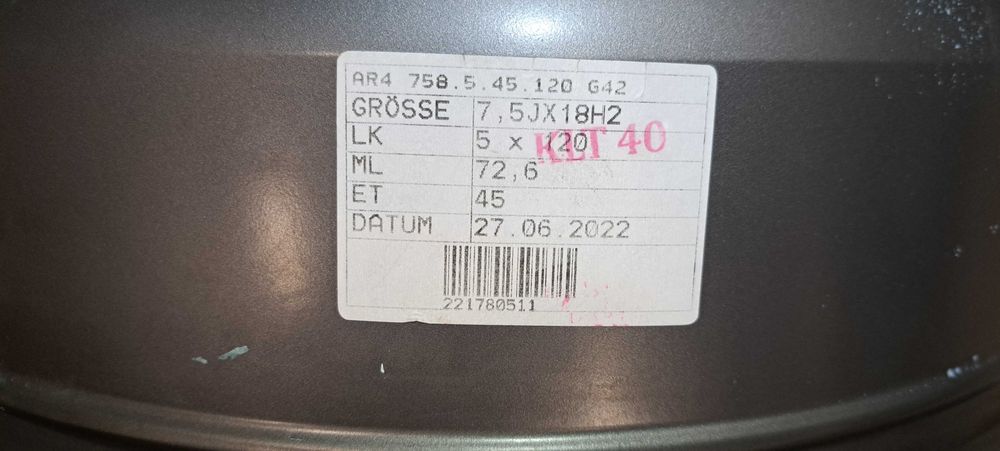 AR4 758.5.45.120 G42
GRÖSSE 7,5JX18H2
LK 5 x 120
KLT 40
ML 72,6
ET 45
DATUM 27.06.2022
221780511